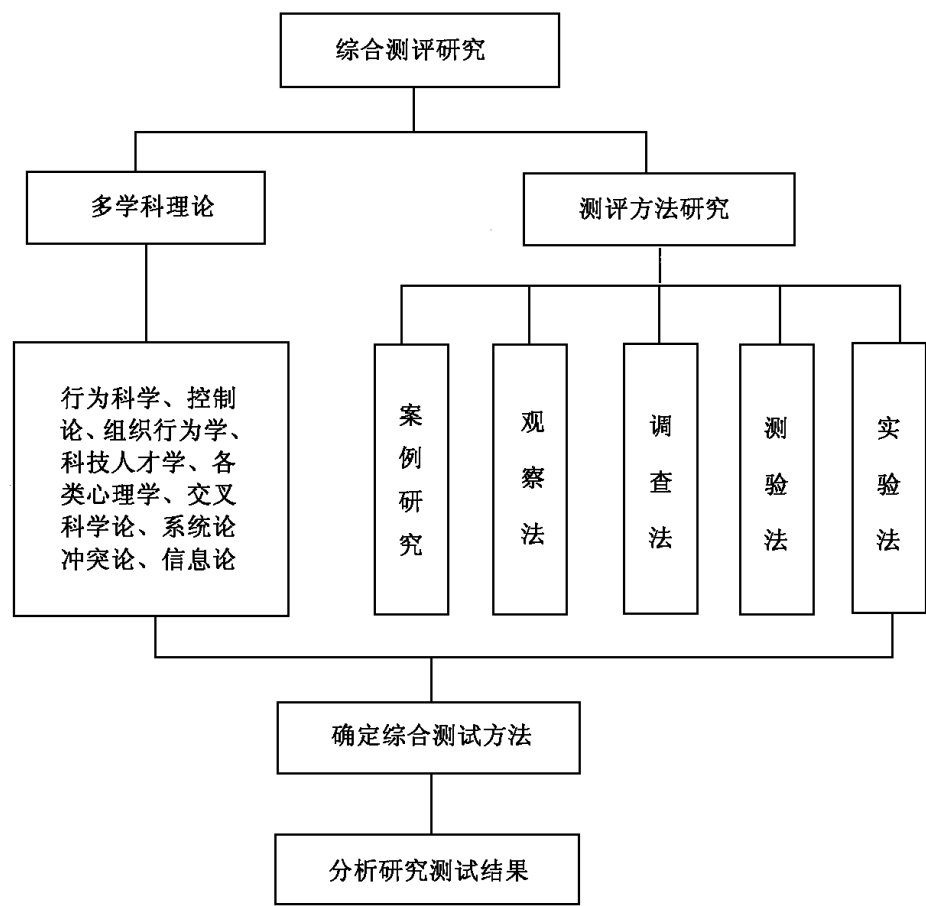 综合测评研究
多学科理论
测评方法研究
行为科学、控制
论、组织行为学、
科技人才学、各
类心理学、交叉
科学论、系统论
冲突论、信息论
案例研究
观察法
调查法
测验法
实验法
确定综合测试方法
分析研究测试结果